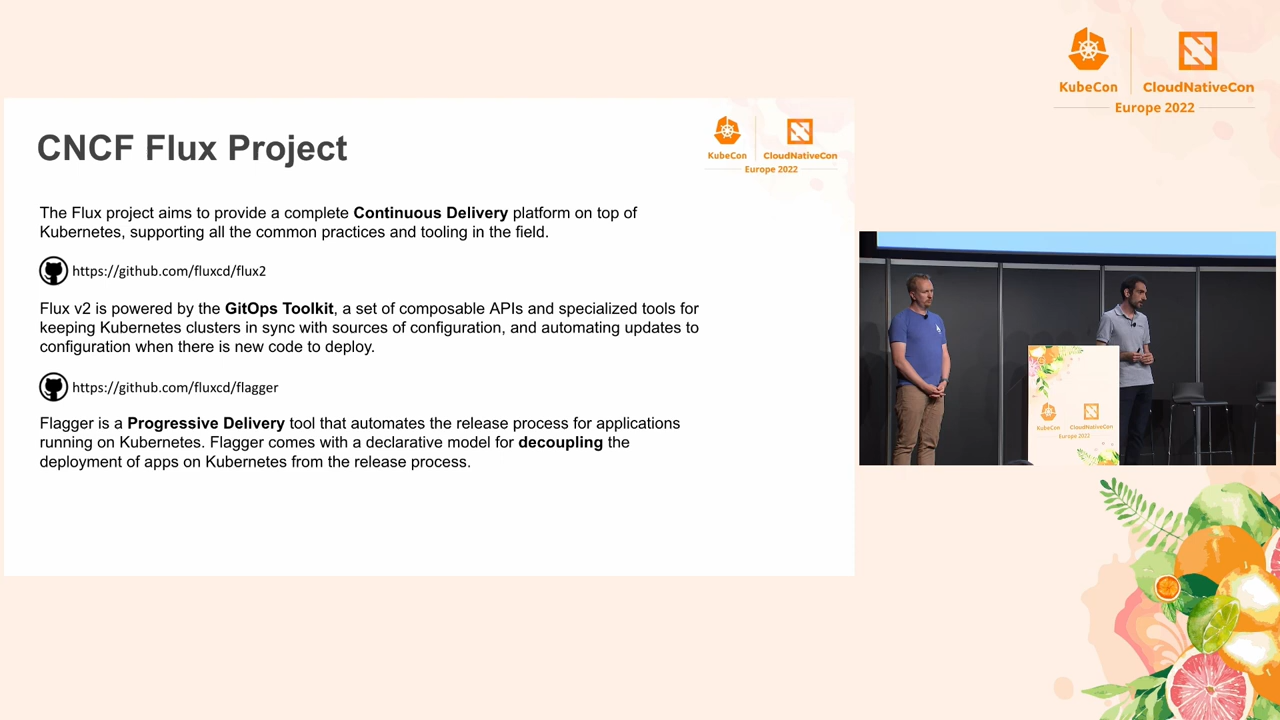 KubeCon
CloudNativeCon
Europe 2022
CNCF Flux Project
KubeCon
CloudNativeCon
Europe 2022
The Flux project aims to provide a complete Continuous Delivery platform on top of
Kubernetes, supporting all the common practices and tooling in the field.
https://github.com/fluxcd/flux2
Flux v2 is powered by the GitOps Toolkit, a set of composable APIs and specialized tools for
keeping Kubernetes clusters in sync with sources of configuration, and automating updates to
configuration when there is new code to deploy.
https://github.com/fluxcd/flagger
Flagger is a Progressive Delivery tool that automates the release process for applications
running on Kubernetes. Flagger comes with a declarative model for decoupling the
deployment of apps on Kubernetes from the release process.
KubeCon
CloudNativeCon
Europe 2022